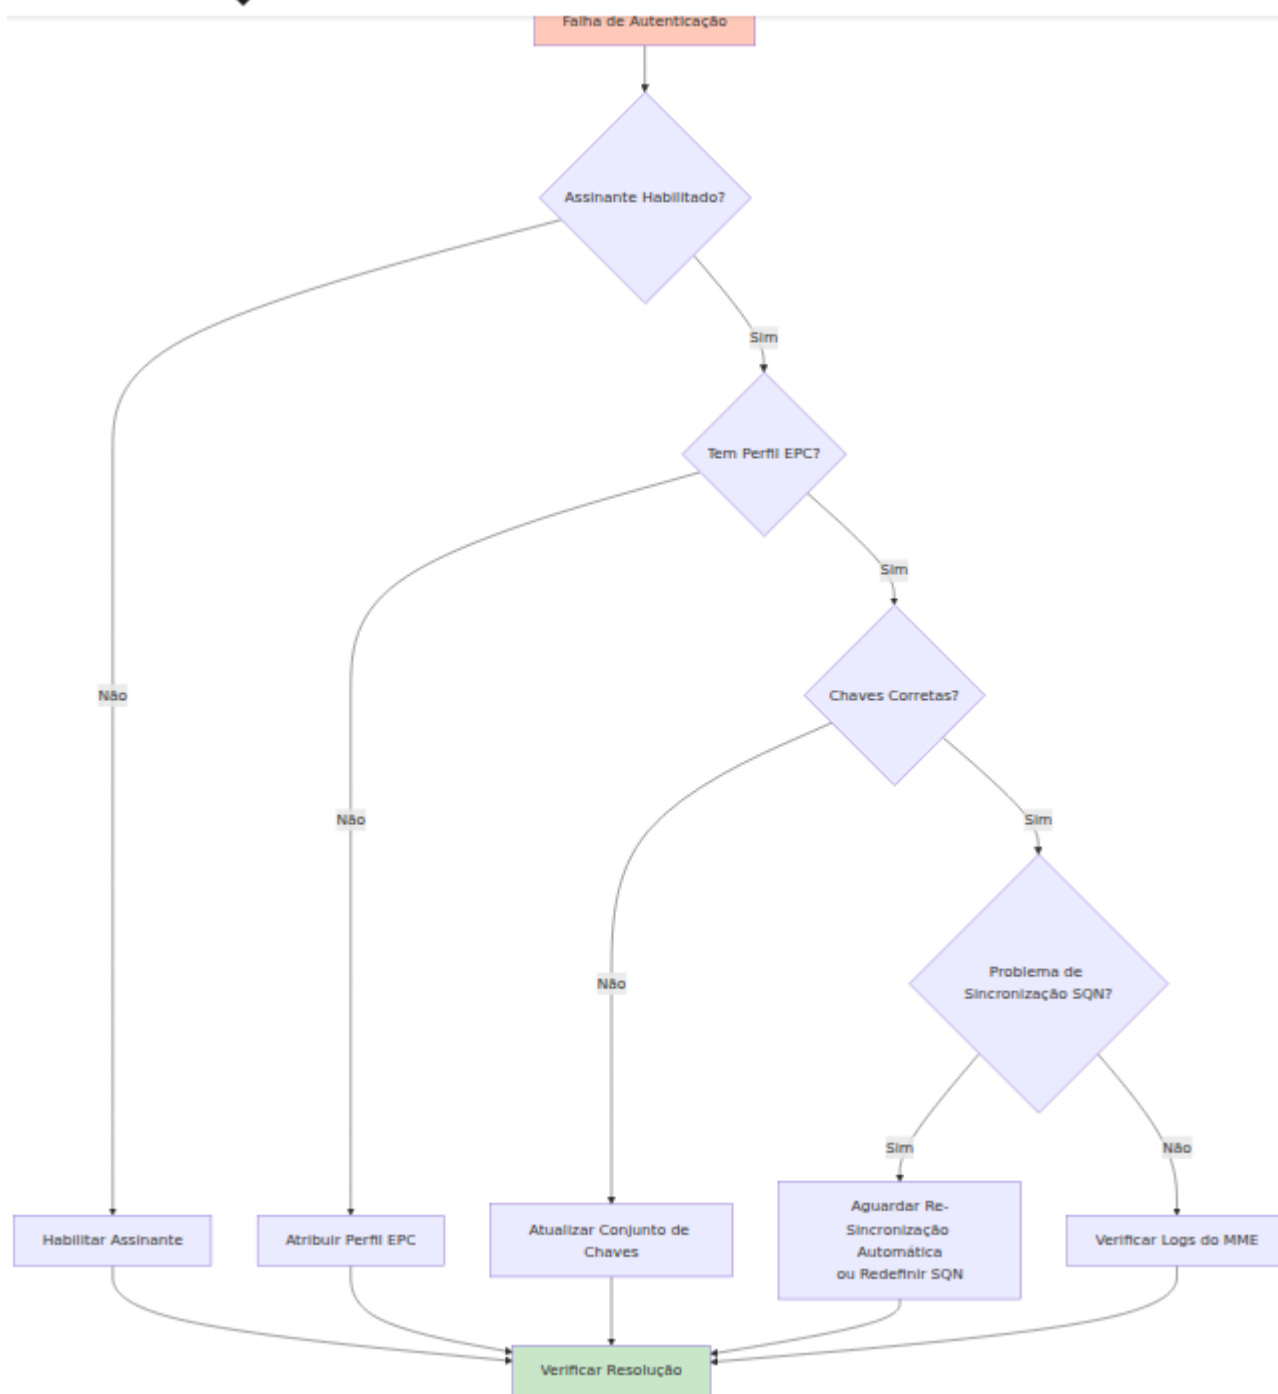 Falha de Autenticação
Assinante Habilitado?
Sim
Tem Perfil EPC?
Sim
Não
Chaves Corretas?
Não
Sim
Problema de
Sincronização SQN?
Não
Sim
Não
Habilitar Assinante
Atribuir Perfil EPC
Atualizar Conjunto de
Chaves
Aguardar Re-
Sincronização
Automática
ou Redefinir SQN
Verificar Logs do MME
Verificar Resolução